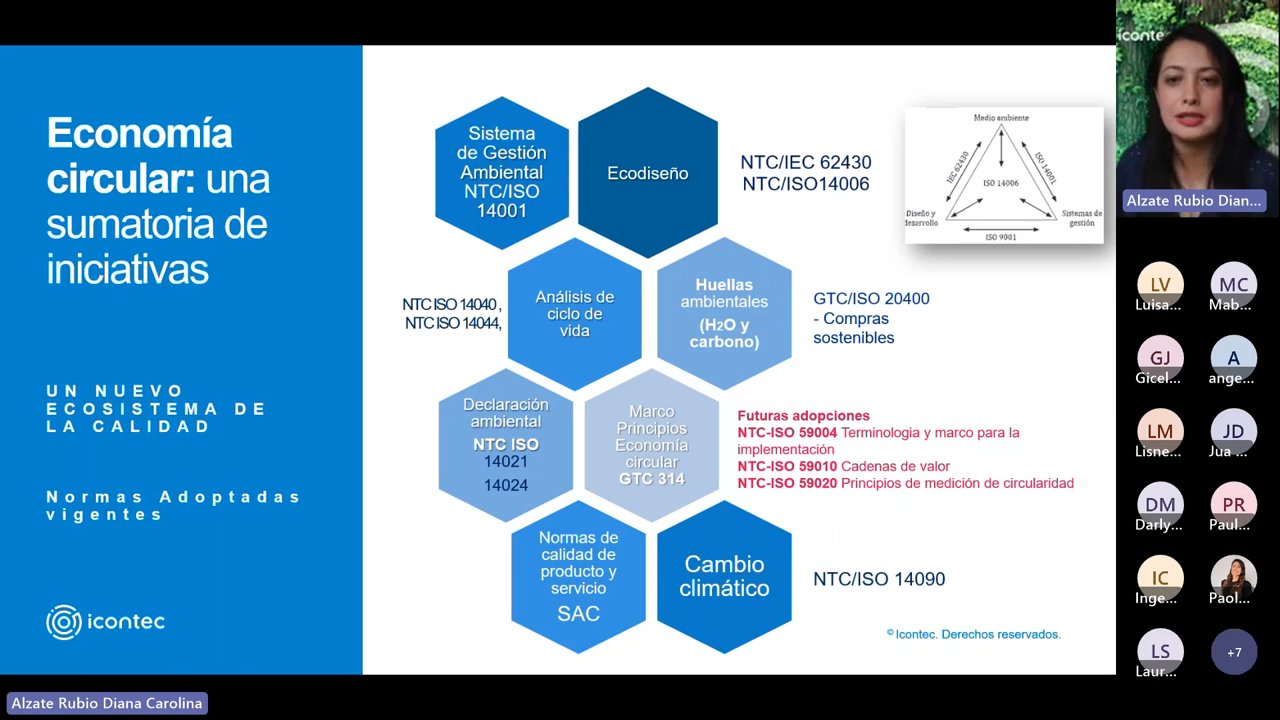 Economía
circular: una
sumatoria de
iniciativas
UN NUEVO
ECOSISTEMA DE
LA CALIDAD
Normas Adoptadas
vigentes
icontec
Sistema
de Gestión
Ambiental
NTC/ISO
14001
Ecodiseño
NTC/IEC 62430
NTC/ISO14006
Medio ambiente
IEC 62430
ISO 14001
ISO 14006
Diseño y
desarrollo
Sistemas de
gestión
ISO 9001
NTC ISO 14040 ,
NTC ISO 14044,
Análisis de
ciclo de
vida
Huellas
ambientales
(H2O y
carbono)
GTC/ISO 20400
- Compras
sostenibles
Declaración
ambiental
NTC ISO
14021
14024
Marco
Principios
Economía
circular
GTC 314
Futuras adopciones
NTC-ISO 59004 Terminologia y marco para la
implementación
NTC-ISO 59010 Cadenas de valor
NTC-ISO 59020 Principios de medición de circularidad
Normas de
calidad de
producto y
servicio
SAC
Cambio
climático
NTC/ISO 14090
© Icontec. Derechos reservados.
iconte
Alzate Rubio Dian...
LV
Luisa...
MC
Mab...
GJ
Gicel...
A
ange...
LM
Lisne...
JD
Jua ...
DM
Darly...
PR
Paul...
IC
Inge...
Paol...
LS
Laur...
+7
Alzate Rubio Diana Carolina